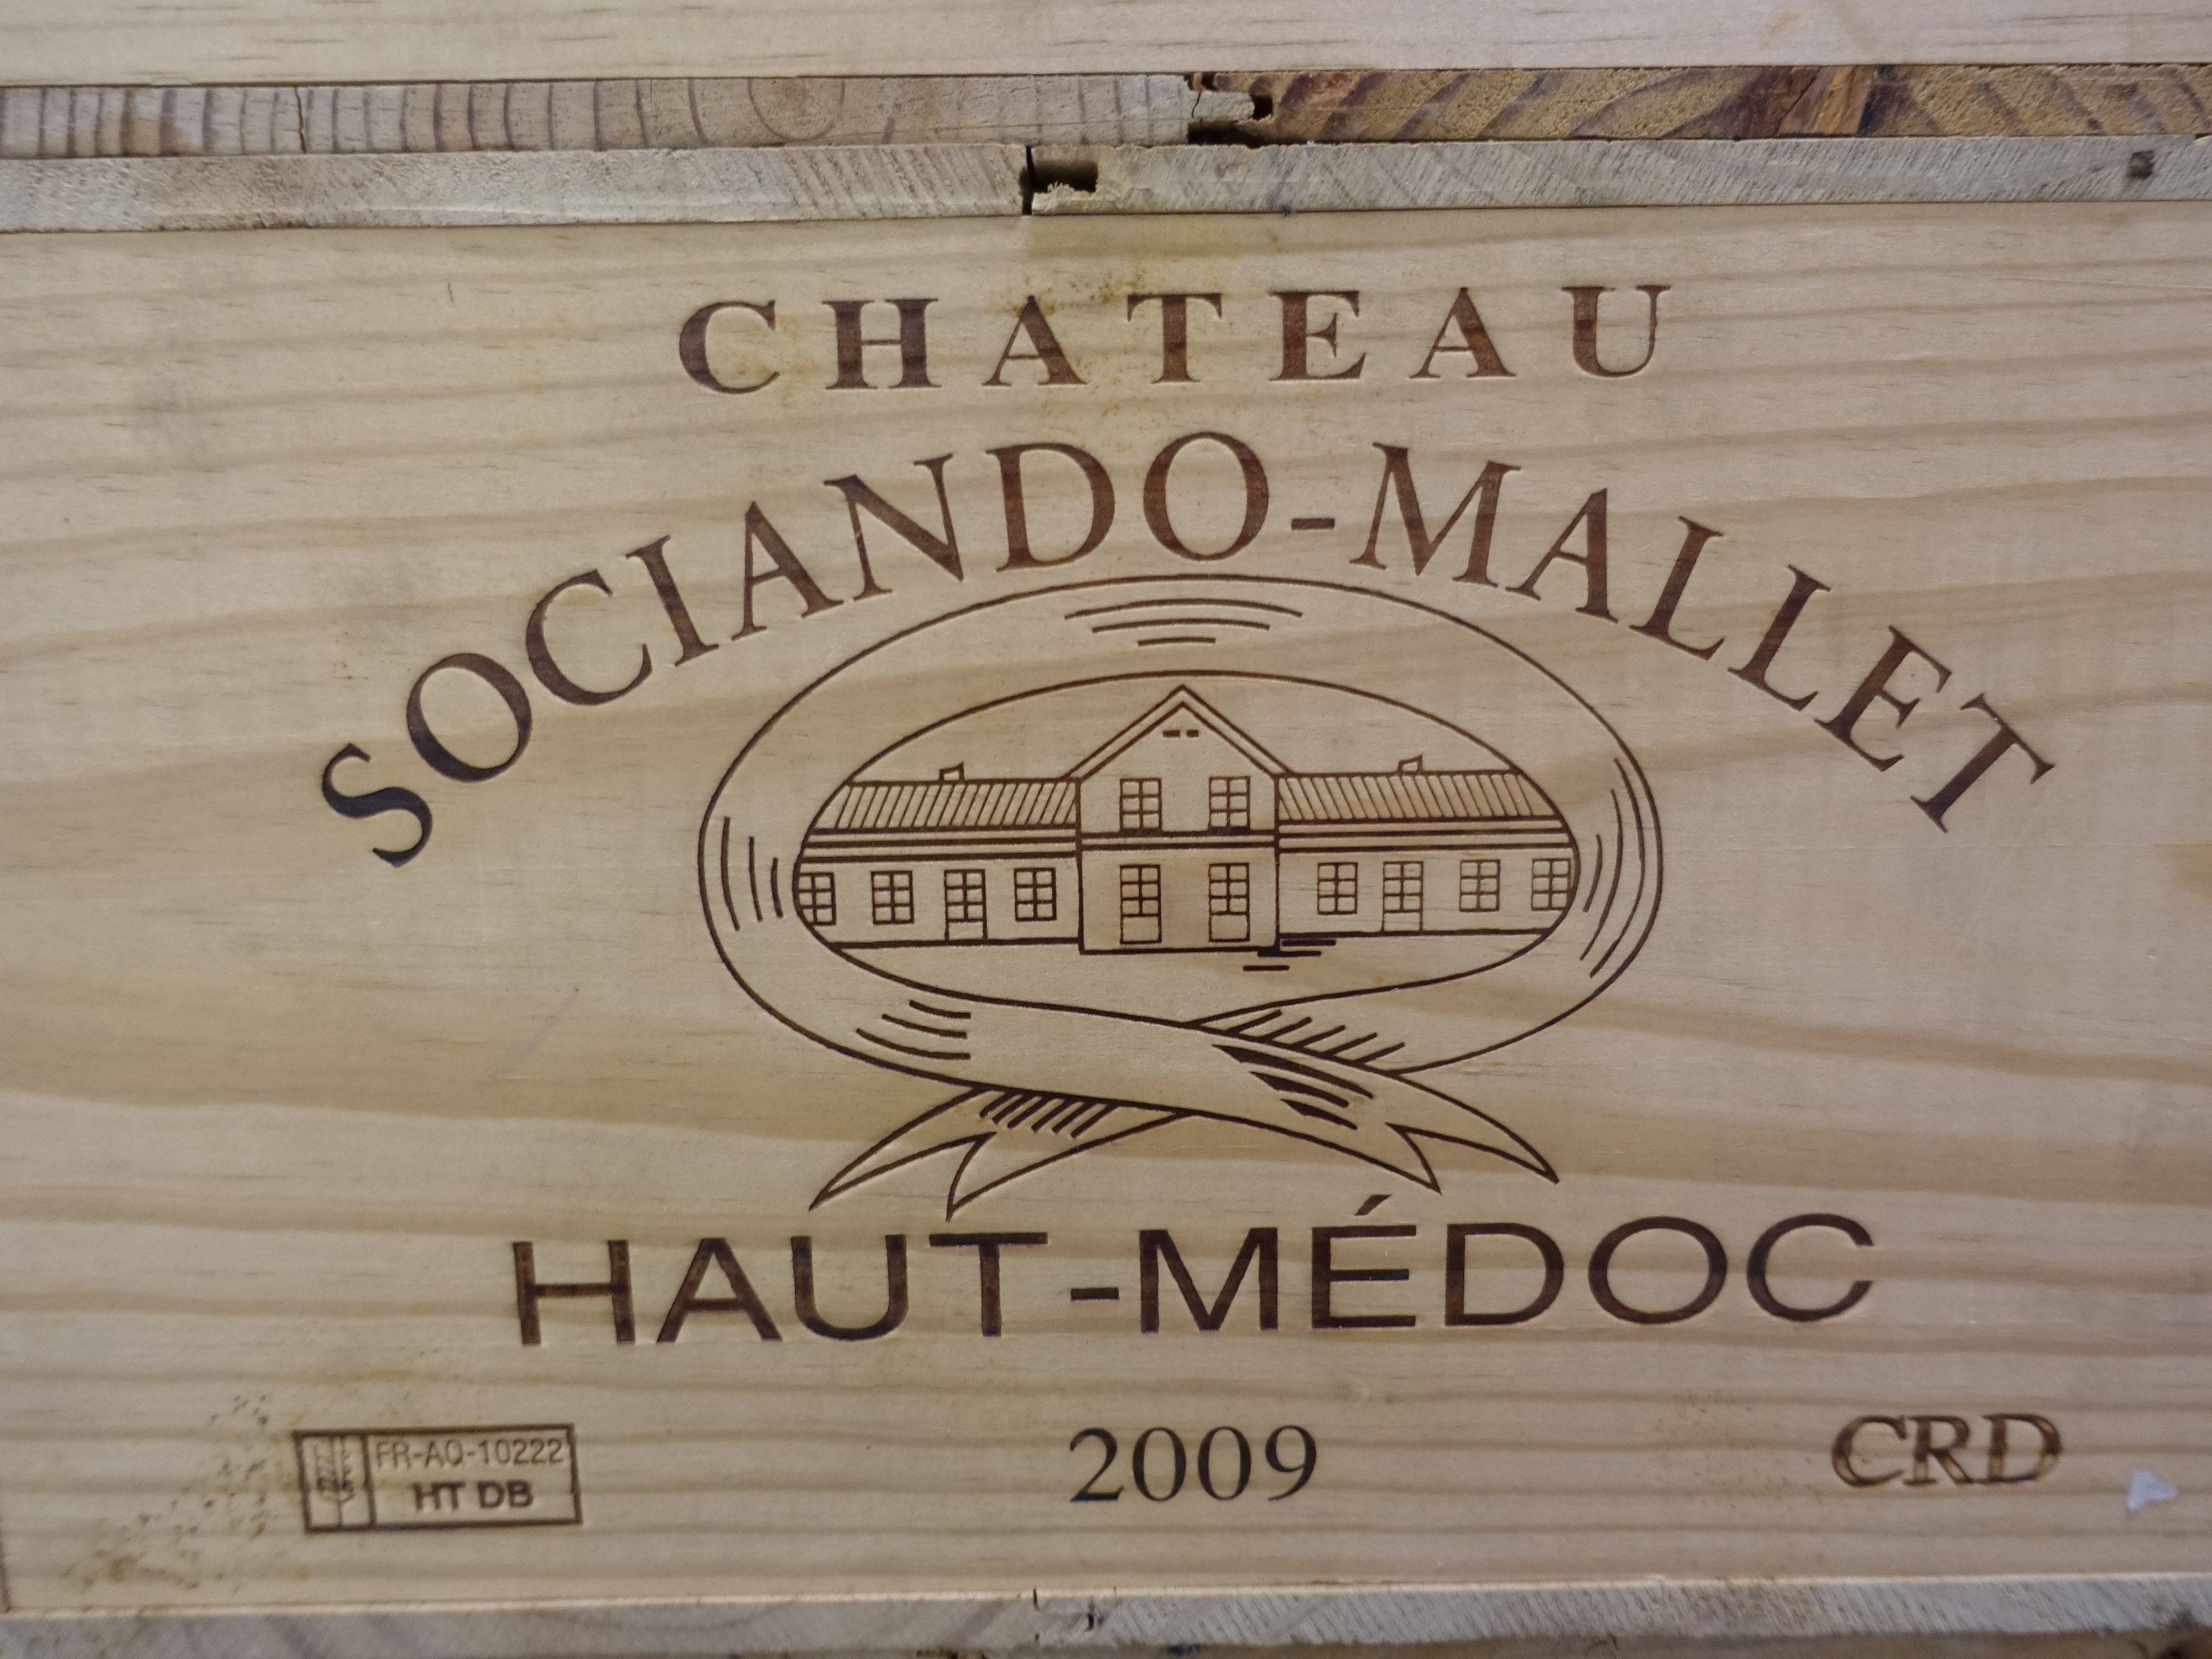 CHATEAU
SOCIANDO-MALLET
HAUT-MÉDOC
FR-AQ-10222
HT DB
2009
CRD